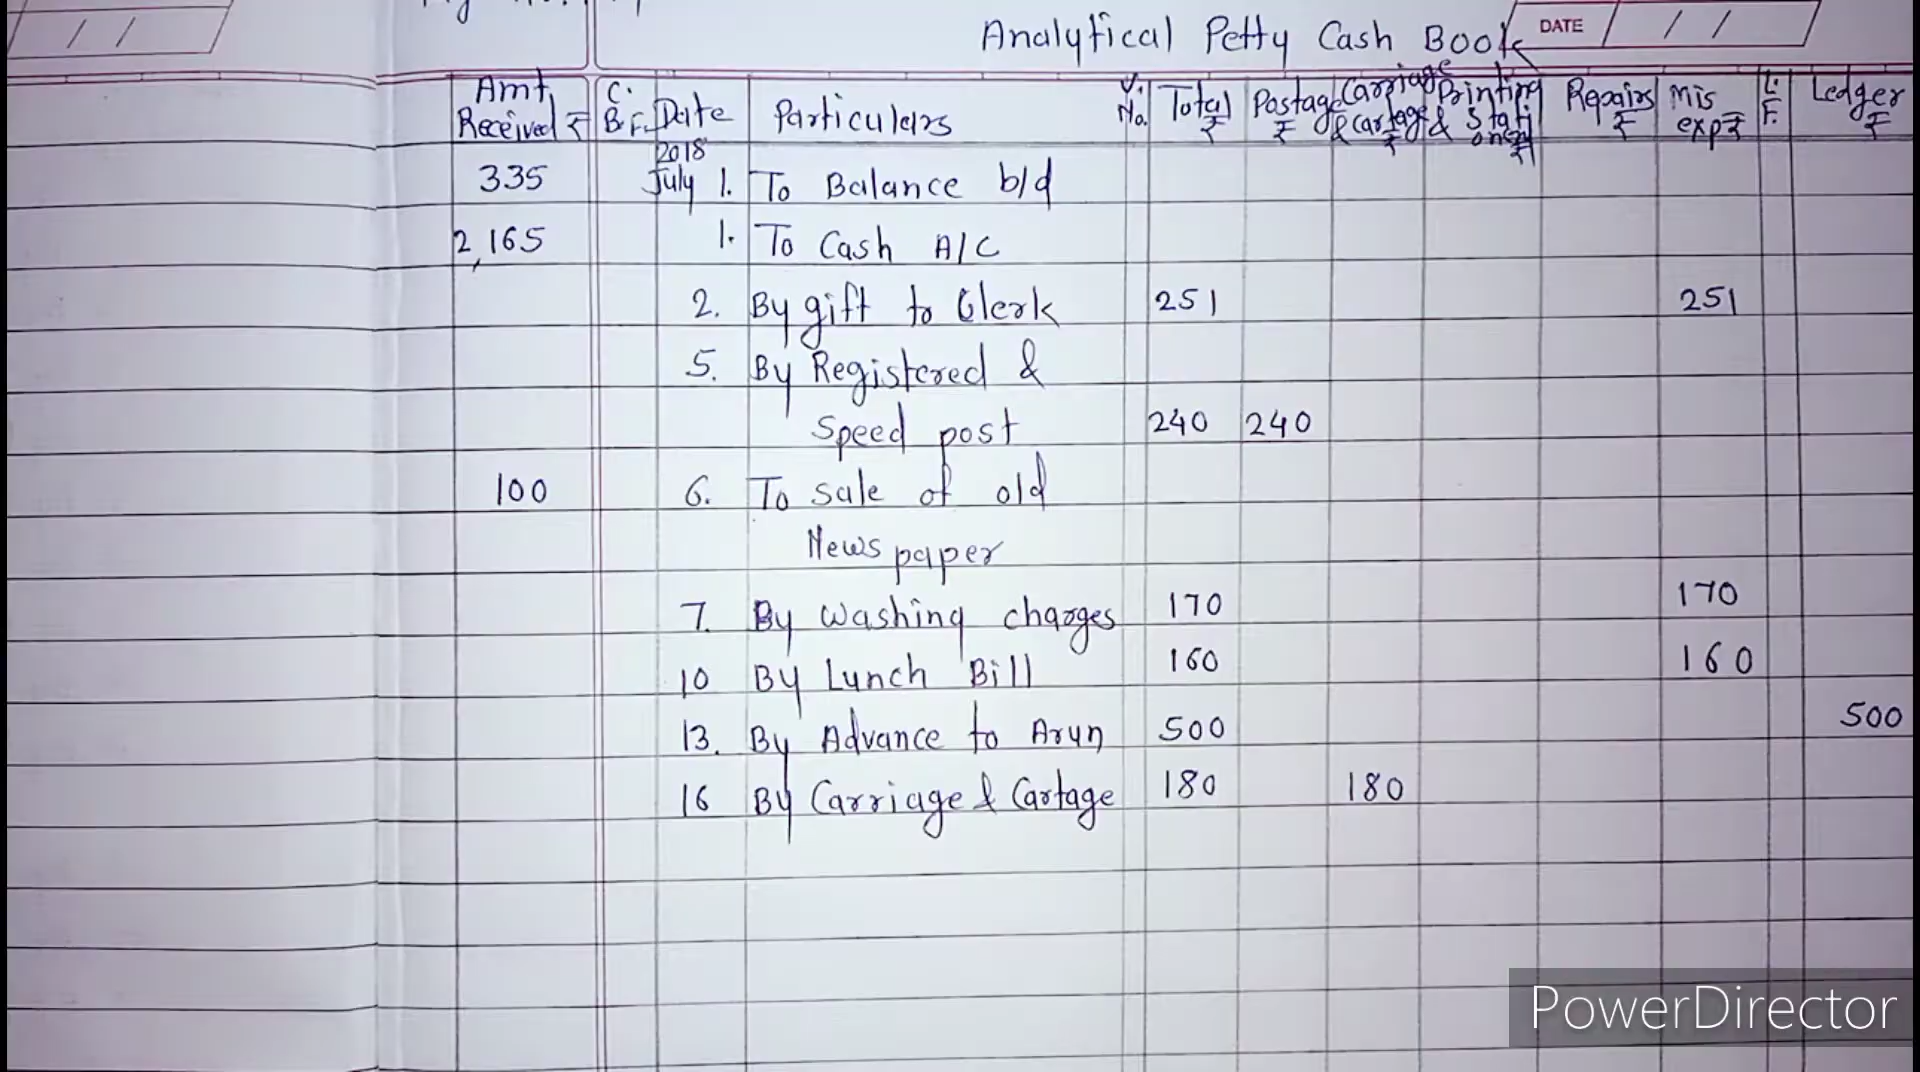 Analytical Petty Cash Book
DATE / /
/ /
Amt. Received ₹ C.B.F. Date Particulars V. No. Total ₹ Postage ₹ Carriage & Cartage ₹ Printing & Stationery ₹ Repairs ₹ Mis exp ₹ L.F. Ledger ₹
2018
335 July 1. To Balance b/d
2,165 1. To Cash A/C
2. By gift to Clerk 251 251
5. By Registered &
Speed post 240 240
100 6. To Sale of old
News paper
7. By Washing charges 170 170
10 By Lunch Bill 160 160
13. By Advance to Arun 500 500
16 By Carriage & Cartage 180 180
PowerDirector